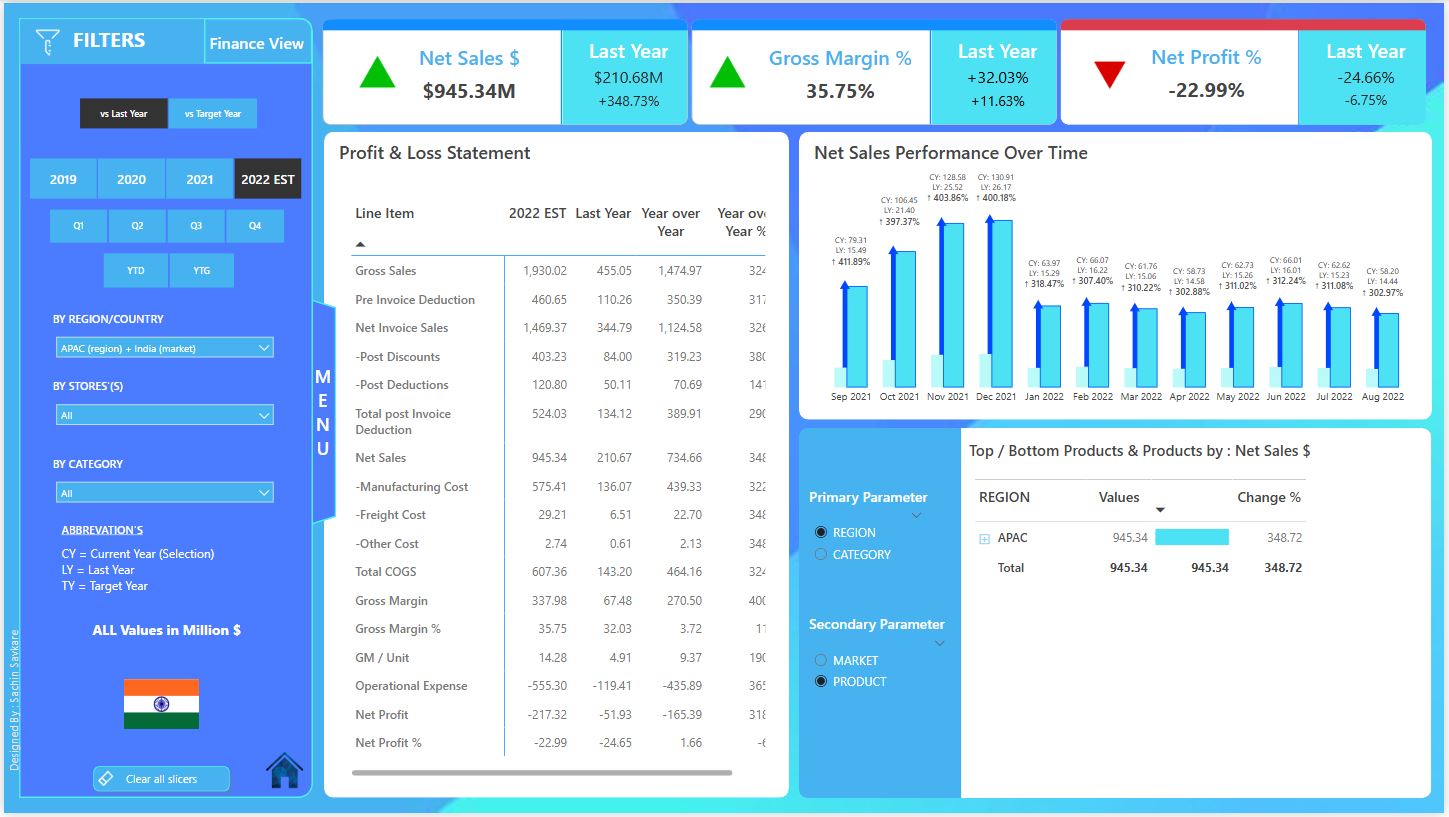 FILTERS
Finance View
vs Last Year
vs Target Year
2019
2020
2021
2022 EST
Q1
Q2
Q3
Q4
YTD
YTG
BY REGION/COUNTRY
APAC (region) + India (market)
BY STORES`(S)
All
BY CATEGORY
All
ABBREVATION'S
CY = Current Year (Selection)
LY = Last Year
TY = Target Year
ALL Values in Million $
Designed By : Sachin Savkare
Clear all slicers
M
E
N
U
Net Sales $
$945.34M
Last Year
$210.68M
+348.73%
Gross Margin %
35.75%
Last Year
+32.03%
+11.63%
Net Profit %
-22.99%
Last Year
-24.66%
-6.75%
Profit & Loss Statement
Line Item 2022 EST Last Year Year over Year Year ov Year %
Gross Sales 1,930.02 455.05 1,474.97 324
Pre Invoice Deduction 460.65 110.26 350.39 317
Net Invoice Sales 1,469.37 344.79 1,124.58 326
-Post Discounts 403.23 84.00 319.23 380
-Post Deductions 120.80 50.11 70.69 141
Total post Invoice Deduction 524.03 134.12 389.91 290
Net Sales 945.34 210.67 734.66 348
-Manufacturing Cost 575.41 136.07 439.33 322
-Freight Cost 29.21 6.51 22.70 348
-Other Cost 2.74 0.61 2.13 348
Total COGS 607.36 143.20 464.16 324
Gross Margin 337.98 67.48 270.50 400
Gross Margin % 35.75 32.03 3.72 11
GM / Unit 14.28 4.91 9.37 190
Operational Expense -555.30 -119.41 -435.89 365
Net Profit -217.32 -51.93 -165.39 318
Net Profit % -22.99 -24.65 1.66 -6
Net Sales Performance Over Time
CY: 79.31
LY: 15.49
↑ 411.89%
CY: 106.45
LY: 21.40
↑ 397.37%
CY: 128.58
LY: 25.52
↑ 403.86%
CY: 130.91
LY: 26.17
↑ 400.18%
CY: 63.97
LY: 15.29
↑ 318.47%
CY: 66.07
LY: 16.22
↑ 307.40%
CY: 61.76
LY: 15.06
↑ 310.22%
CY: 58.73
LY: 14.58
↑ 302.88%
CY: 62.73
LY: 15.26
↑ 311.02%
CY: 66.01
LY: 16.01
↑ 312.24%
CY: 62.62
LY: 15.23
↑ 311.08%
CY: 58.20
LY: 14.44
↑ 302.97%
Sep 2021 Oct 2021 Nov 2021 Dec 2021 Jan 2022 Feb 2022 Mar 2022 Apr 2022 May 2022 Jun 2022 Jul 2022 Aug 2022
Primary Parameter
REGION
CATEGORY
Secondary Parameter
MARKET
PRODUCT
Top / Bottom Products & Products by : Net Sales $
REGION Values Change %
APAC 945.34 348.72
Total 945.34 945.34 348.72